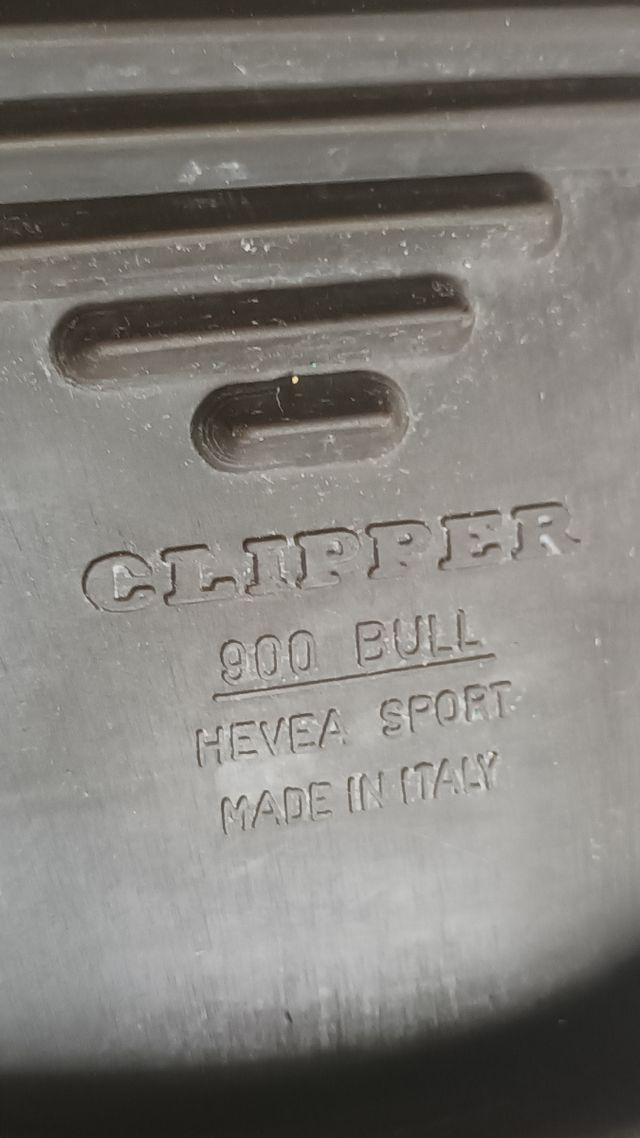 CLIPPER
900 BULL
HEVEA SPORT
MADE IN ITALY